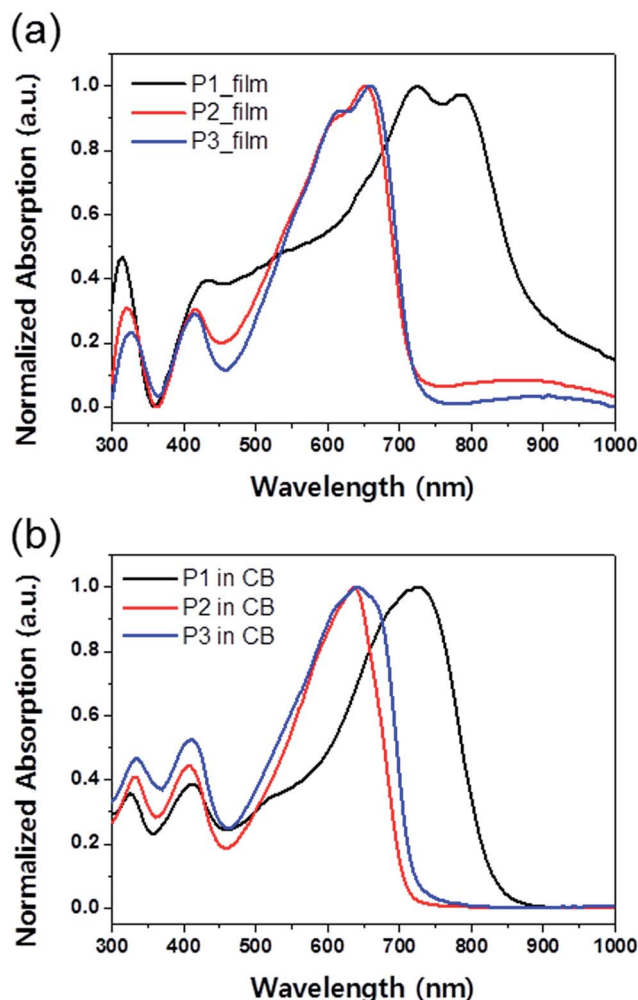 (a)
P1_film
P2_film
P3_film
Normalized Absorption (a.u.)
1.0
0.8
0.6
0.4
0.2
0.0
300 400 500 600 700 800 900 1000
Wavelength (nm)
(b)
P1 in CB
P2 in CB
P3 in CB
Normalized Absorption (a.u.)
1.0
0.8
0.6
0.4
0.2
0.0
300 400 500 600 700 800 900 1000
Wavelength (nm)